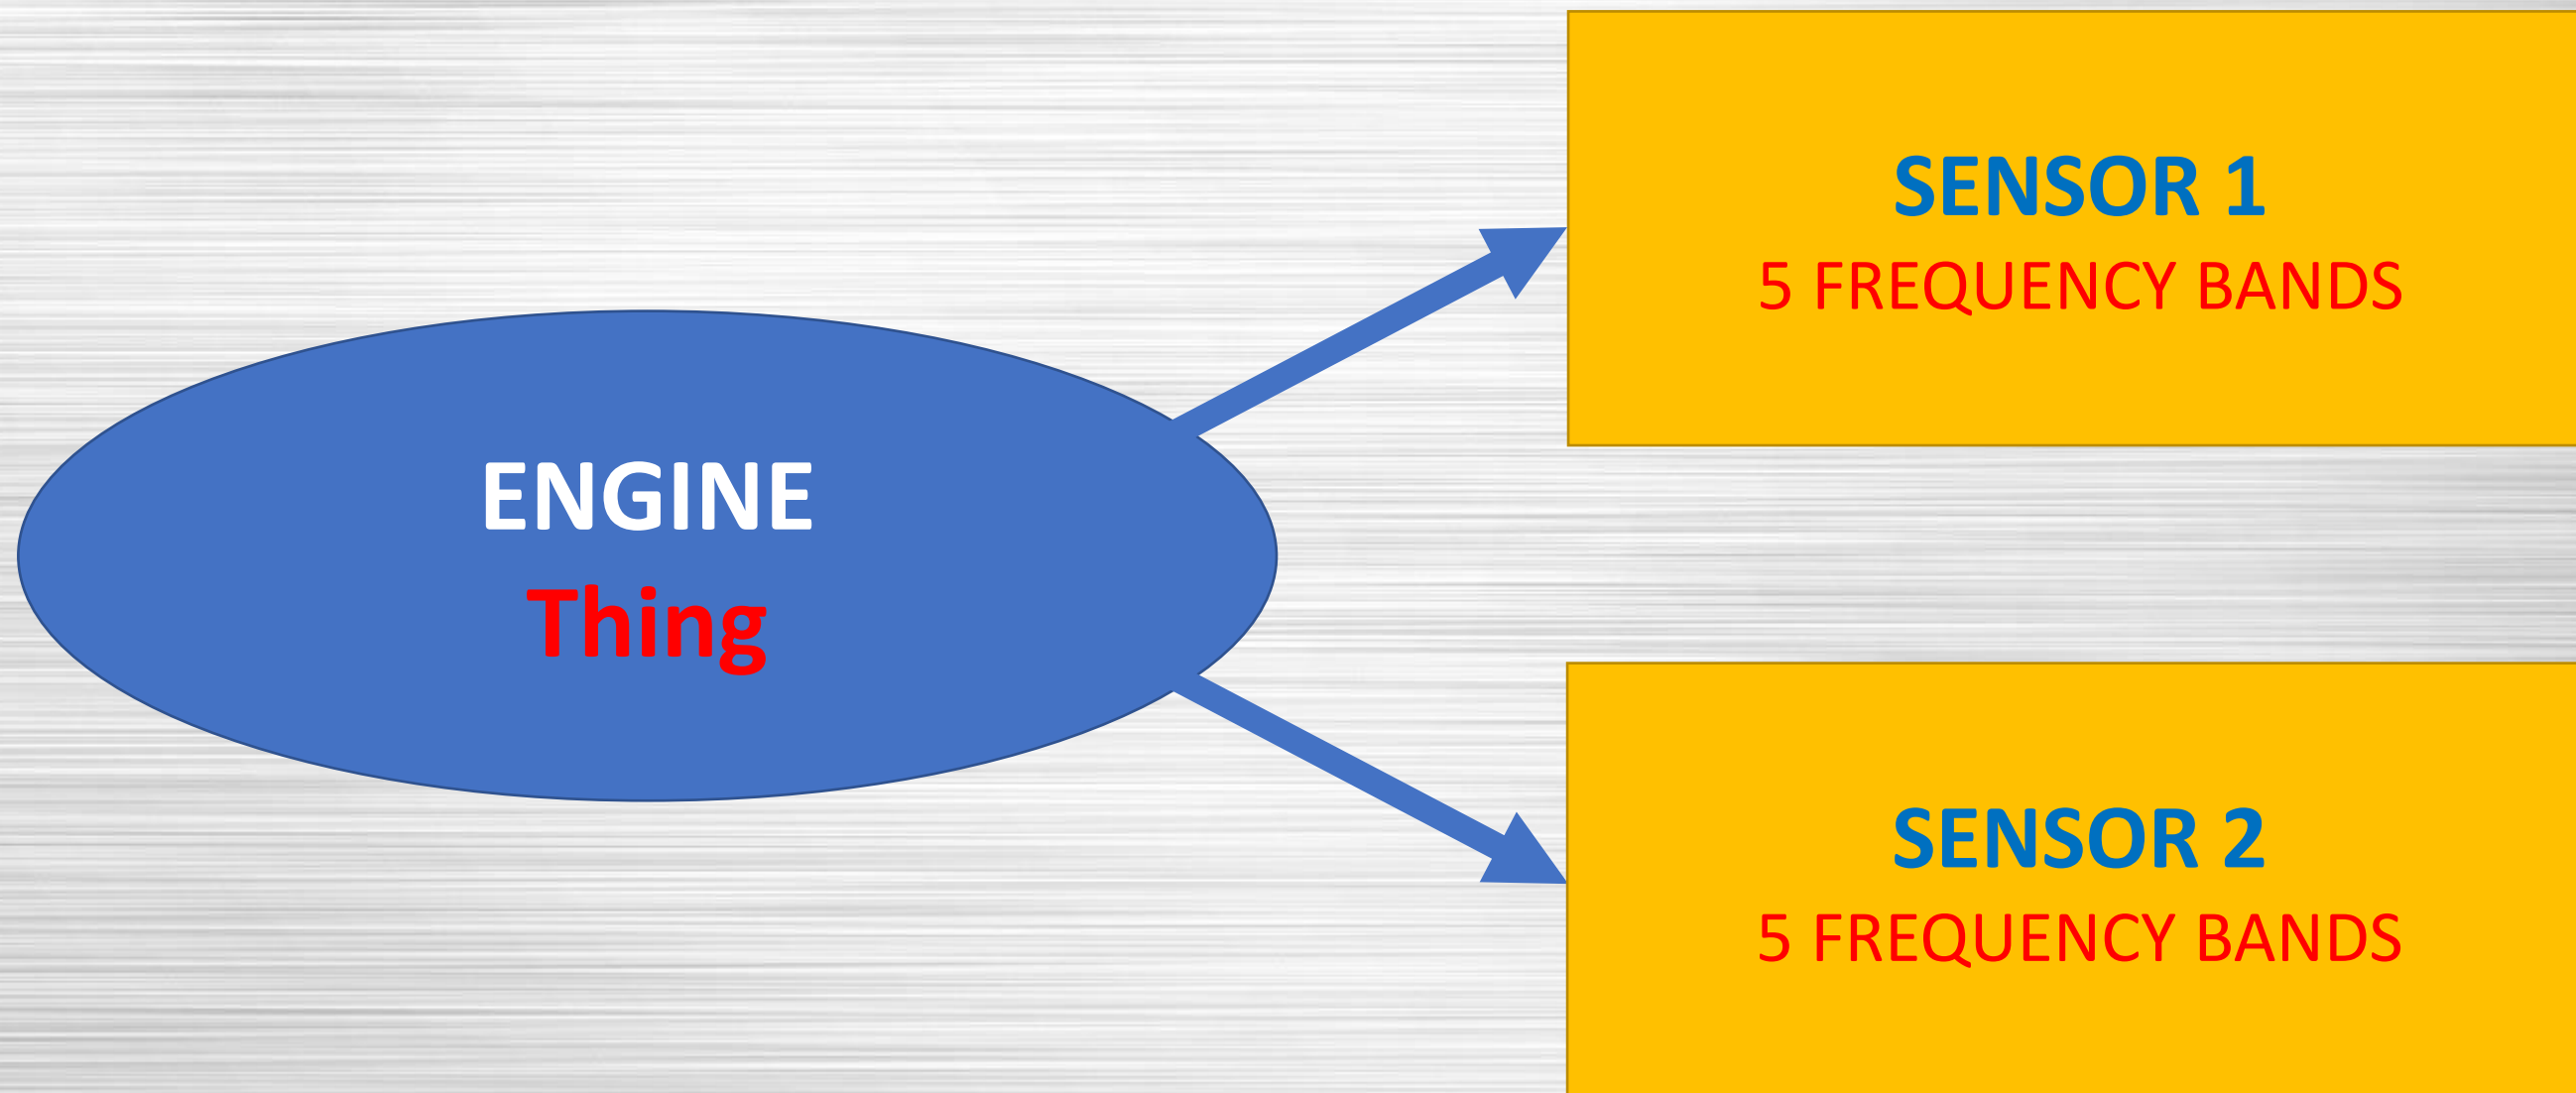 ENGINE
Thing
SENSOR 1
5 FREQUENCY BANDS
SENSOR 2
5 FREQUENCY BANDS